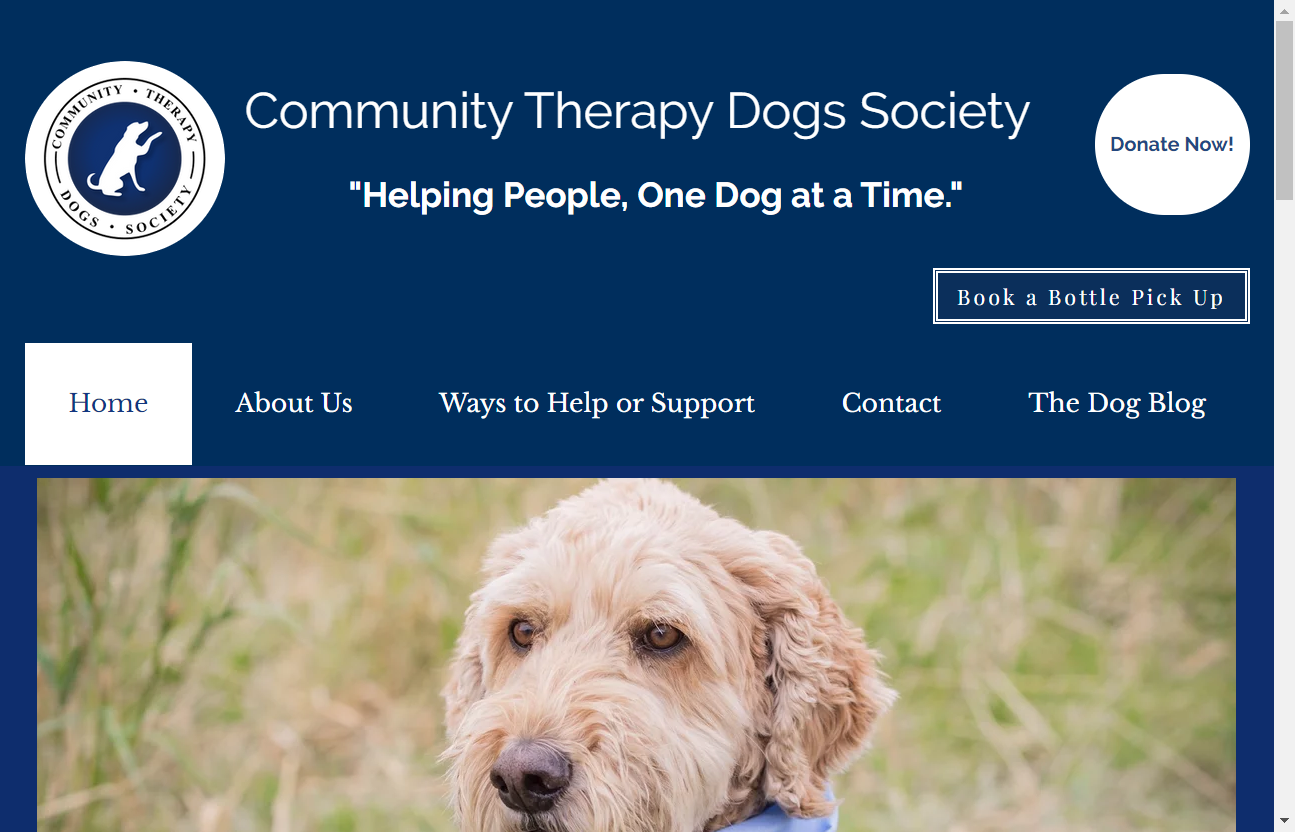 COMMUNITY • THERAPY
DOGS • SOCIETY
Community Therapy Dogs Society
"Helping People, One Dog at a Time."
Donate Now!
Book a Bottle Pick Up
Home
About Us
Ways to Help or Support
Contact
The Dog Blog